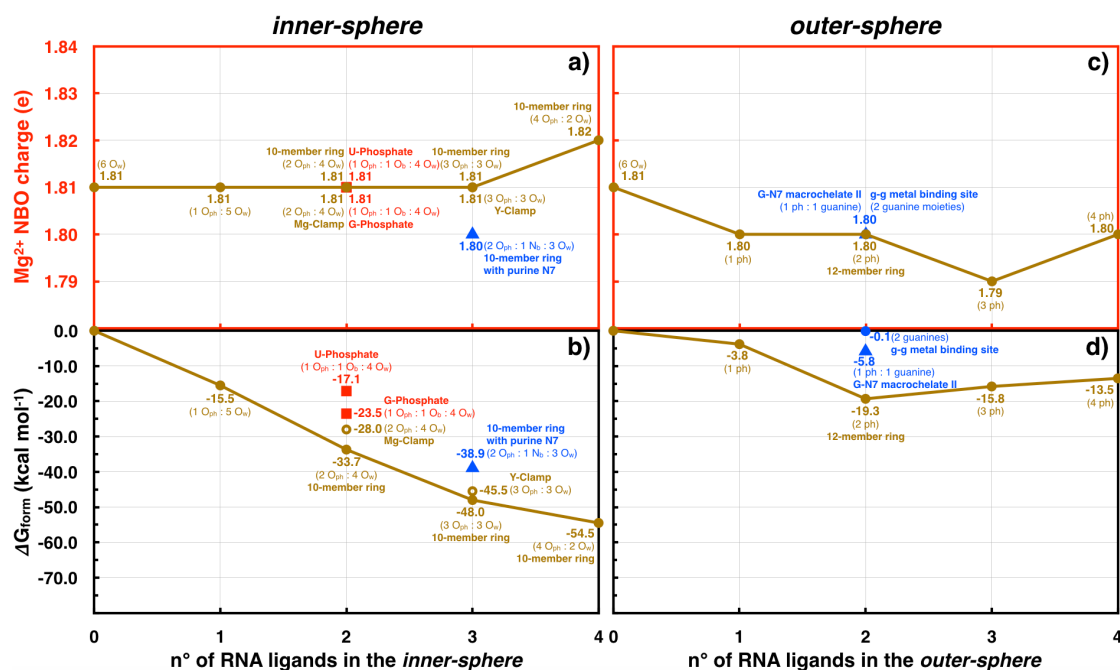 inner-sphere
outer-sphere
Mg²⁺ NBO charge (e)
1.84
1.83
1.82
1.81
1.80
1.79
a)
(6 Ow)
1.81
1.81
(1 Oph : 5 Ow)
10-member ring
(2 Oph : 4 Ow)
1.81
U-Phosphate
(1 Oph : 1 Ob : 4 Ow)
1.81
1.81
(2 Oph : 4 Ow)
Mg-Clamp
1.81
(1 Oph : 1 Ob : 4 Ow)
G-Phosphate
10-member ring
(3 Oph : 3 Ow)
1.81
1.81 (3 Oph : 3 Ow)
Y-Clamp
1.80 (2 Oph : 1 Nb : 3 Ow)
10-member ring
with purine N7
10-member ring
(4 Oph : 2 Ow)
1.82
c)
(6 Ow)
1.81
1.80
(1 ph)
G-N7 macrochelate II
(1 ph : 1 guanine)
g-g metal binding site
(2 guanine moieties)
1.80
1.80
(2 ph)
12-member ring
1.79
(3 ph)
(4 ph)
1.80
ΔGform (kcal mol⁻¹)
0.0
-10.0
-20.0
-30.0
-40.0
-50.0
-60.0
-70.0
b)
-15.5
(1 Oph : 5 Ow)
U-Phosphate
(1 Oph : 1 Ob : 4 Ow)
-17.1
G-Phosphate
-23.5 (1 Oph : 1 Ob : 4 Ow)
-28.0 (2 Oph : 4 Ow)
Mg-Clamp
-33.7
(2 Oph : 4 Ow)
10-member ring
10-member ring
with purine N7
-38.9 (2 Oph : 1 Nb : 3 Ow)
Y-Clamp
-45.5 (3 Oph : 3 Ow)
-48.0
(3 Oph : 3 Ow)
10-member ring
-54.5
(4 Oph : 2 Ow)
10-member ring
d)
-3.8
(1 ph)
-0.1 (2 guanines)
g-g metal binding site
-5.8
(1 ph : 1 guanine)
G-N7 macrochelate II
-19.3
(2 ph)
12-member ring
-15.8
(3 ph)
-13.5
(4 ph)
0 1 2 3 4
0 1 2 3 4
n° of RNA ligands in the inner-sphere
n° of RNA ligands in the outer-sphere